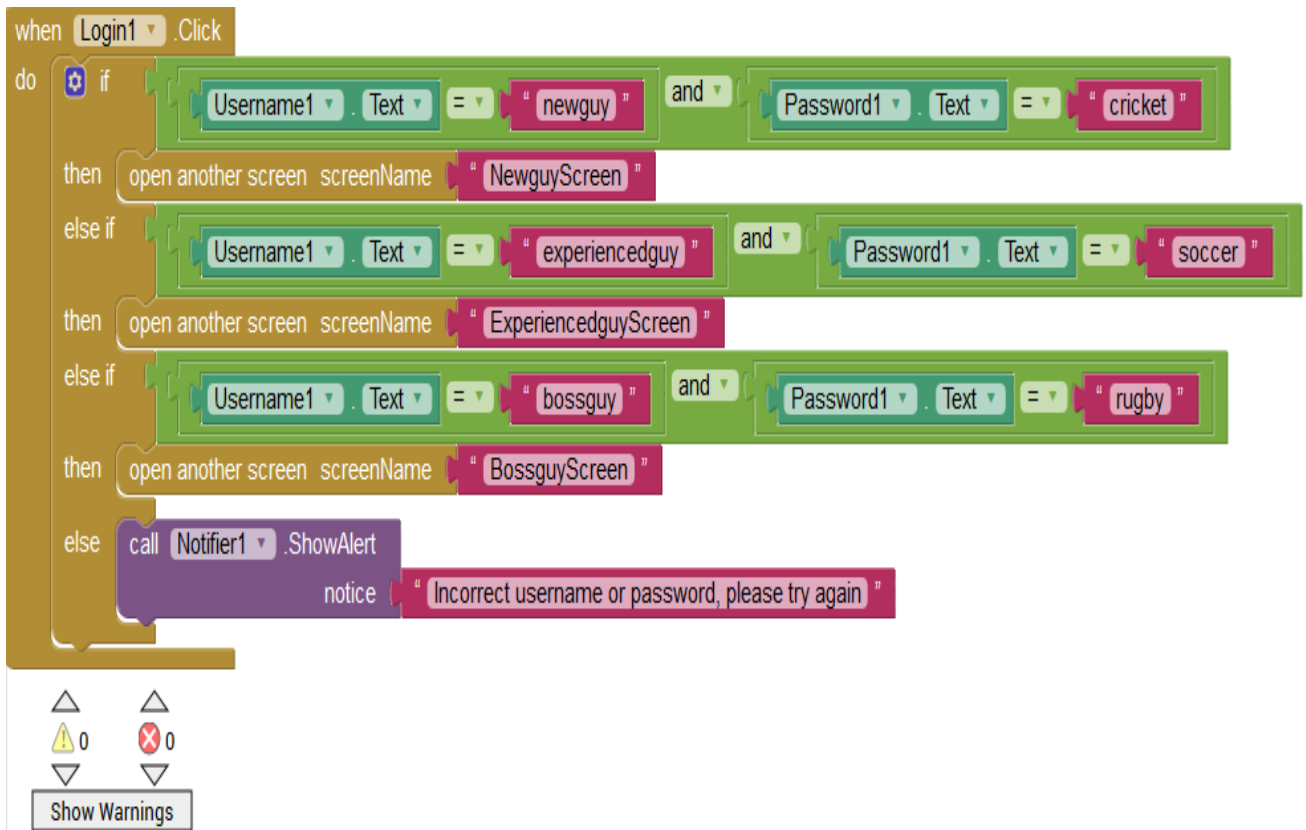 when Login1 .Click
do if Username1 . Text = " newguy " and Password1 . Text = " cricket "
then open another screen screenName " NewguyScreen "
else if Username1 . Text = " experiencedguy " and Password1 . Text = " soccer "
then open another screen screenName " ExperiencedguyScreen "
else if Username1 . Text = " bossguy " and Password1 . Text = " rugby "
then open another screen screenName " BossguyScreen "
else call Notifier1 .ShowAlert
notice " Incorrect username or password, please try again "
0 0
Show Warnings